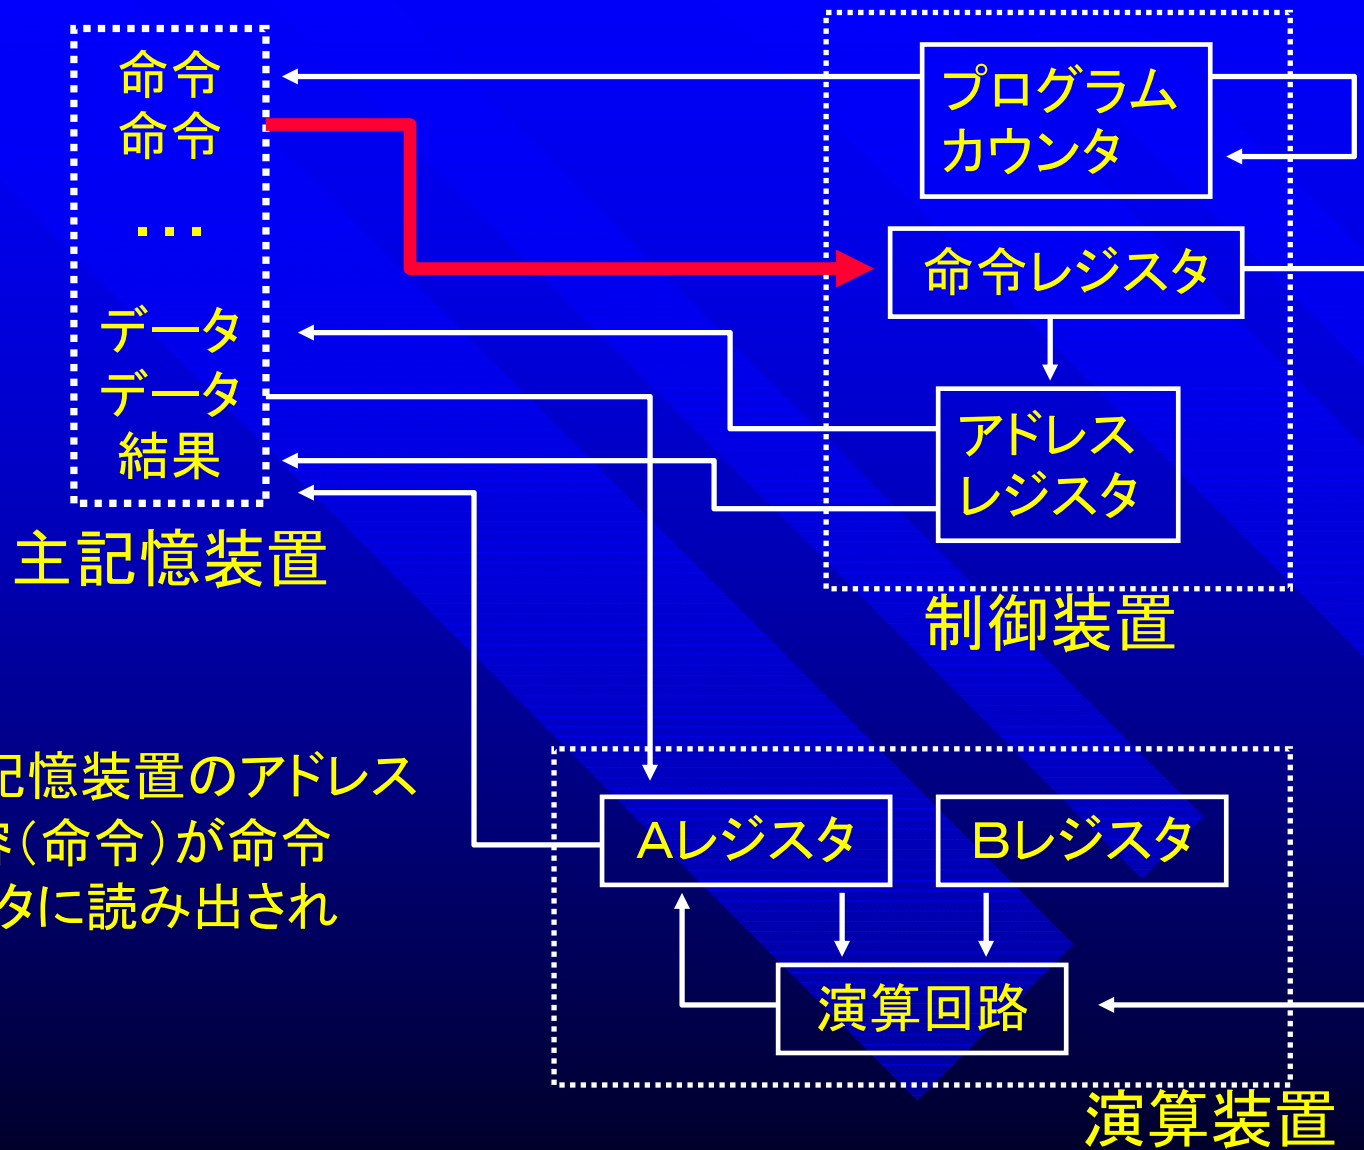 命令
命令
・・・
データ
データ
結果
主記憶装置
プログラム
カウンタ
命令レジスタ
アドレス
レジスタ
制御装置
記憶装置のアドレス
容(命令)が命令
タに読み出され
Aレジスタ
Bレジスタ
演算回路
演算装置